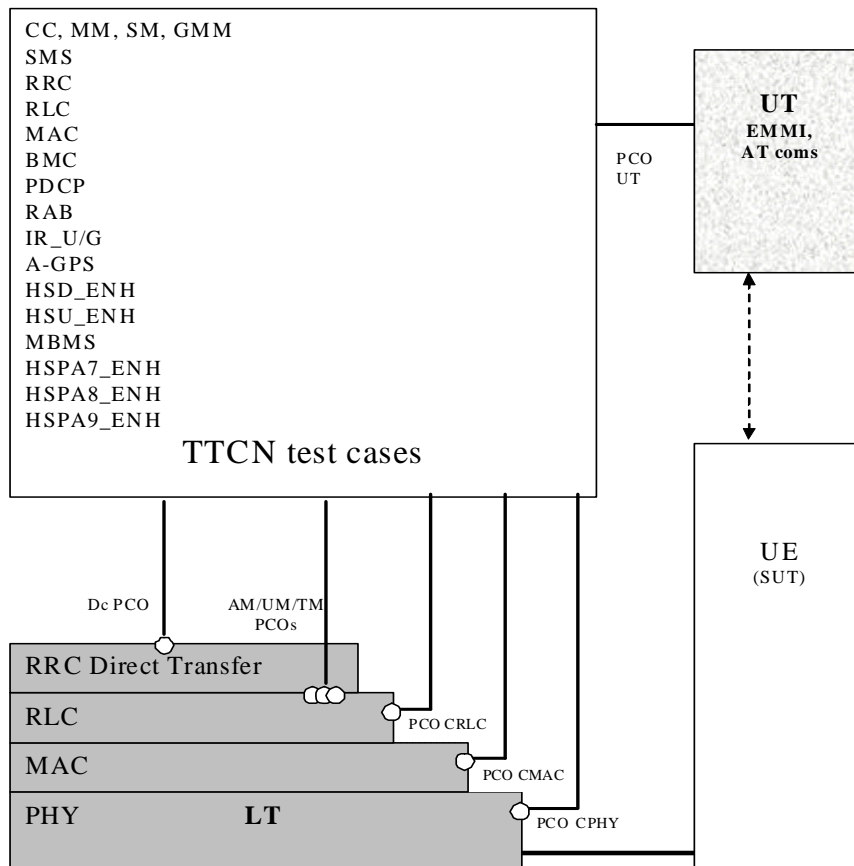 CC, MM, SM, GMM
SMS
RRC
RLC
MAC
BMC
PDCP
RAB
IR_U/G
A-GPS
HSD_ENH
HSU_ENH
MBMS
HSPA7_ENH
HSPA8_ENH
HSPA9_ENH
TTCN test cases
PCO
UT
UT
EMMI,
AT coms
UE
(SUT)
Dc PCO
AM/UM/TM
PCOs
RRC Direct Transfer
RLC
PCO CRLC
MAC
PCO CMAC
PHY LT
PCO CPHY